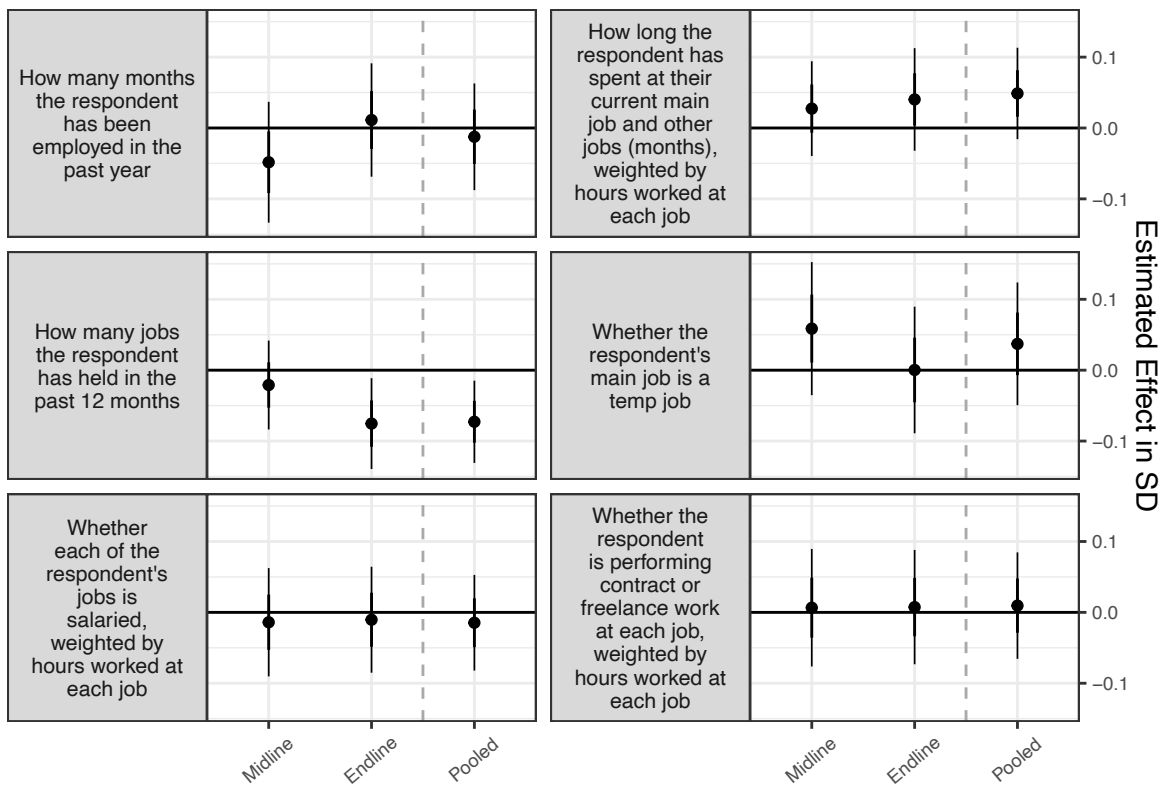 How many months
the respondent
has been
employed in the
past year
How long the
respondent has
spent at their
current main
job and other
jobs (months),
weighted by
hours worked at
each job
0.1
0.0
−0.1
How many jobs
the respondent
has held in the
past 12 months
Whether the
respondent's
main job is a
temp job
0.1
0.0
−0.1
Whether
each of the
respondent's
jobs is
salaried,
weighted by
hours worked at
each job
Whether the
respondent
is performing
contract or
freelance work
at each job,
weighted by
hours worked at
each job
0.1
0.0
−0.1
Estimated Effect in SD
Midline
Endline
Pooled
Midline
Endline
Pooled